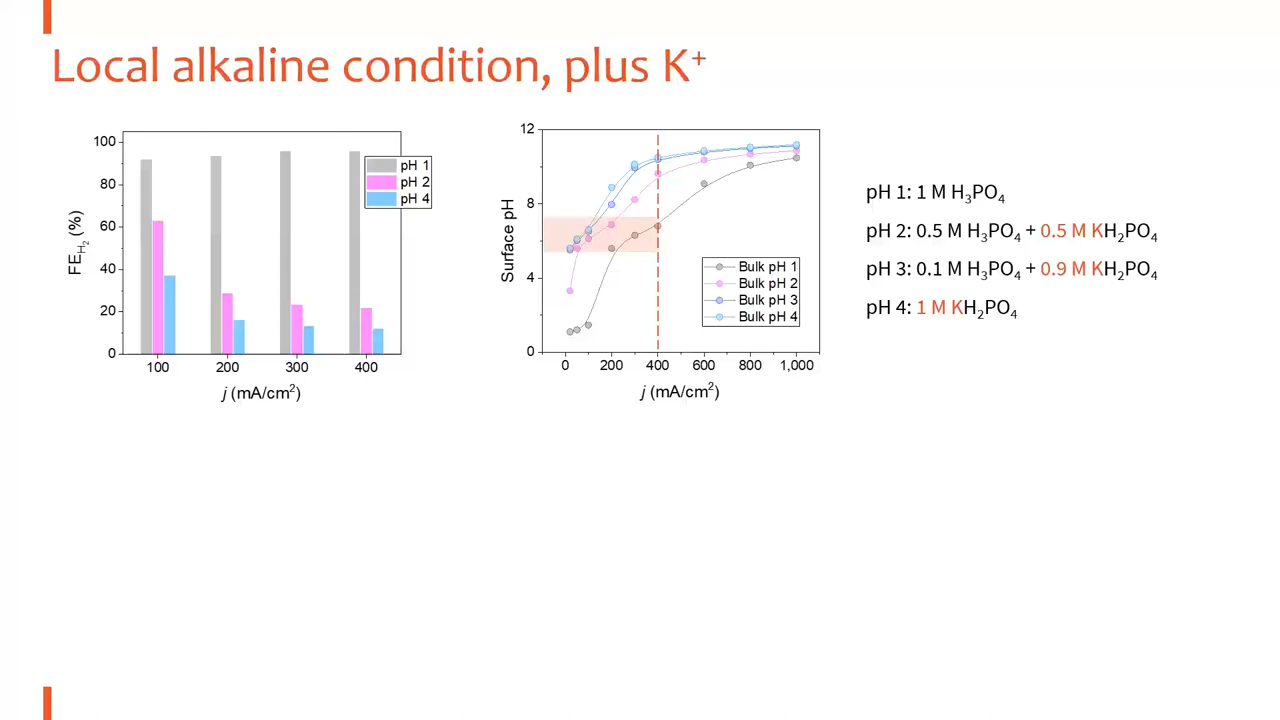 Local alkaline condition, plus K⁺
100
80
60
40
20
0
FE_H₂ (%)
100 200 300 400
j (mA/cm²)
pH 1
pH 2
pH 4
12
8
4
0
Surface pH
0 200 400 600 800 1,000
j (mA/cm²)
Bulk pH 1
Bulk pH 2
Bulk pH 3
Bulk pH 4
pH 1: 1 M H₃PO₄
pH 2: 0.5 M H₃PO₄ + 0.5 M KH₂PO₄
pH 3: 0.1 M H₃PO₄ + 0.9 M KH₂PO₄
pH 4: 1 M KH₂PO₄